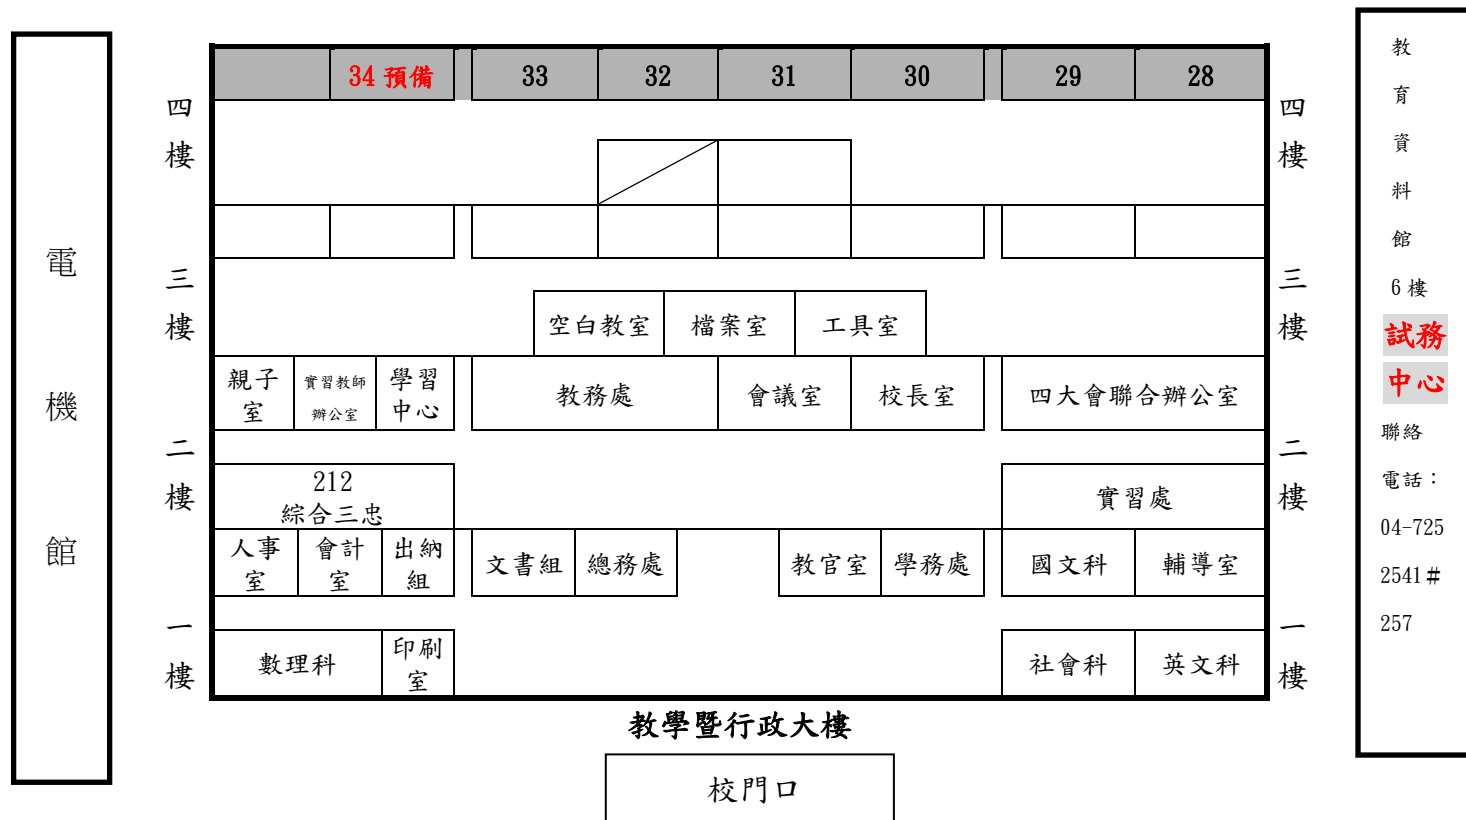 電
機
館
四
樓
三
樓
二
樓
一
樓
34 預備
33
32
31
30
29
28
空白教室
檔案室
工具室
親子
室
實習教師
辦公室
學習
中心
教務處
會議室
校長室
四大會聯合辦公室
212
綜合三忠
實習處
人事
室
會計
室
出納
組
文書組
總務處
教官室
學務處
國文科
輔導室
數理科
印刷
室
社會科
英文科
教學暨行政大樓
校門口
四
樓
三
樓
二
樓
一
樓
教
育
資
料
館
6 樓
試務
中心
聯絡
電話：
04-725
2541＃
257